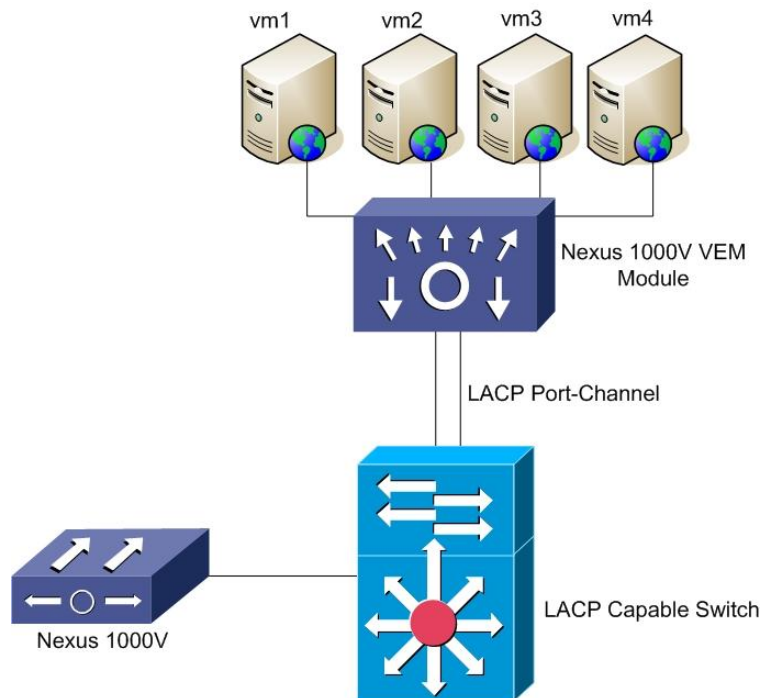 vm1 vm2 vm3 vm4
Nexus 1000V VEM
Module
LACP Port-Channel
LACP Capable Switch
Nexus 1000V